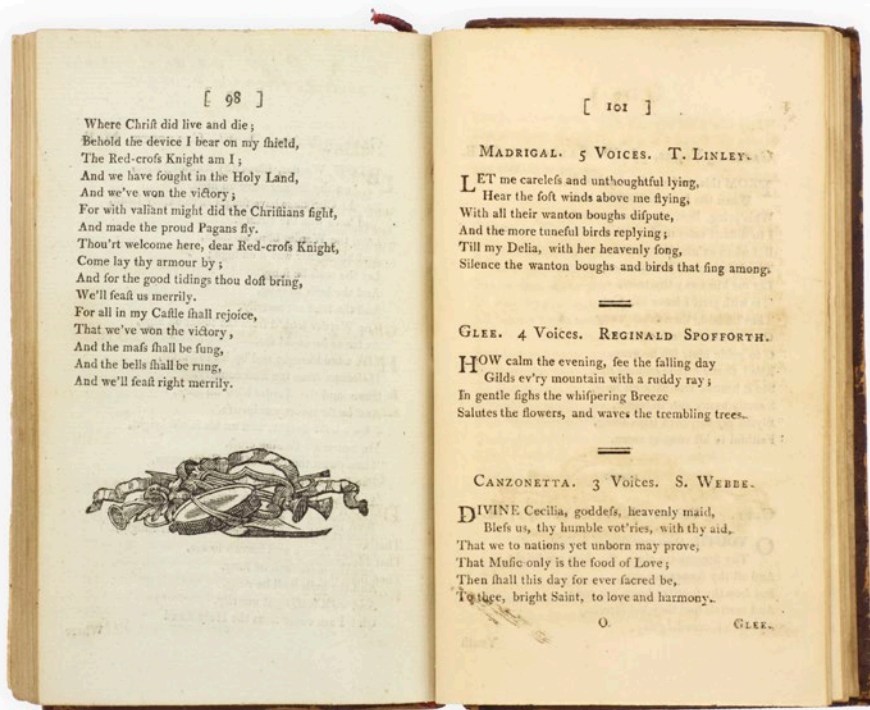 [ 98 ]
Where Chriſt did live and die;
Behold the device I bear on my ſhield,
The Red-croſs Knight am I;
And we have fought in the Holy Land,
And we've won the victory;
For with valiant might did the Chriſtians fight,
And made the proud Pagans fly.
Thou'rt welcome here, dear Red-croſs Knight,
Come lay thy armour by;
And for the good tidings thou doſt bring,
We'll feaſt us merrily.
For all in my Caſtle ſhall rejoice,
That we've won the victory,
And the maſs ſhall be ſung,
And the bells ſhall be rung,
And we'll feaſt right merrily.
[ 101 ]
MADRIGAL. 5 VOICES. T. LINLEY.
LET me careleſs and unthoughtful lying,
Hear the ſoft winds above me flying,
With all their wanton boughs diſpute,
And the more tuneful birds replying;
Till my Delia, with her heavenly ſong,
Silence the wanton boughs and birds that ſing among.
GLEE. 4 VOICES. REGINALD SPOFFORTH.
HOW calm the evening, ſee the falling day
Gilds ev'ry mountain with a ruddy ray;
In gentle ſighs the whiſpering Breeze
Salutes the flowers, and waves the trembling trees.
CANZONETTA. 3 VOICES. S. WEBBE.
DIVINE Cecilia, goddeſs, heavenly maid,
Bleſs us, thy humble vot'ries, with thy aid,
That we to nations yet unborn may prove,
That Muſic only is the food of Love;
Then ſhall this day for ever ſacred be,
To thee, bright Saint, to love and harmony.
O
GLEE.